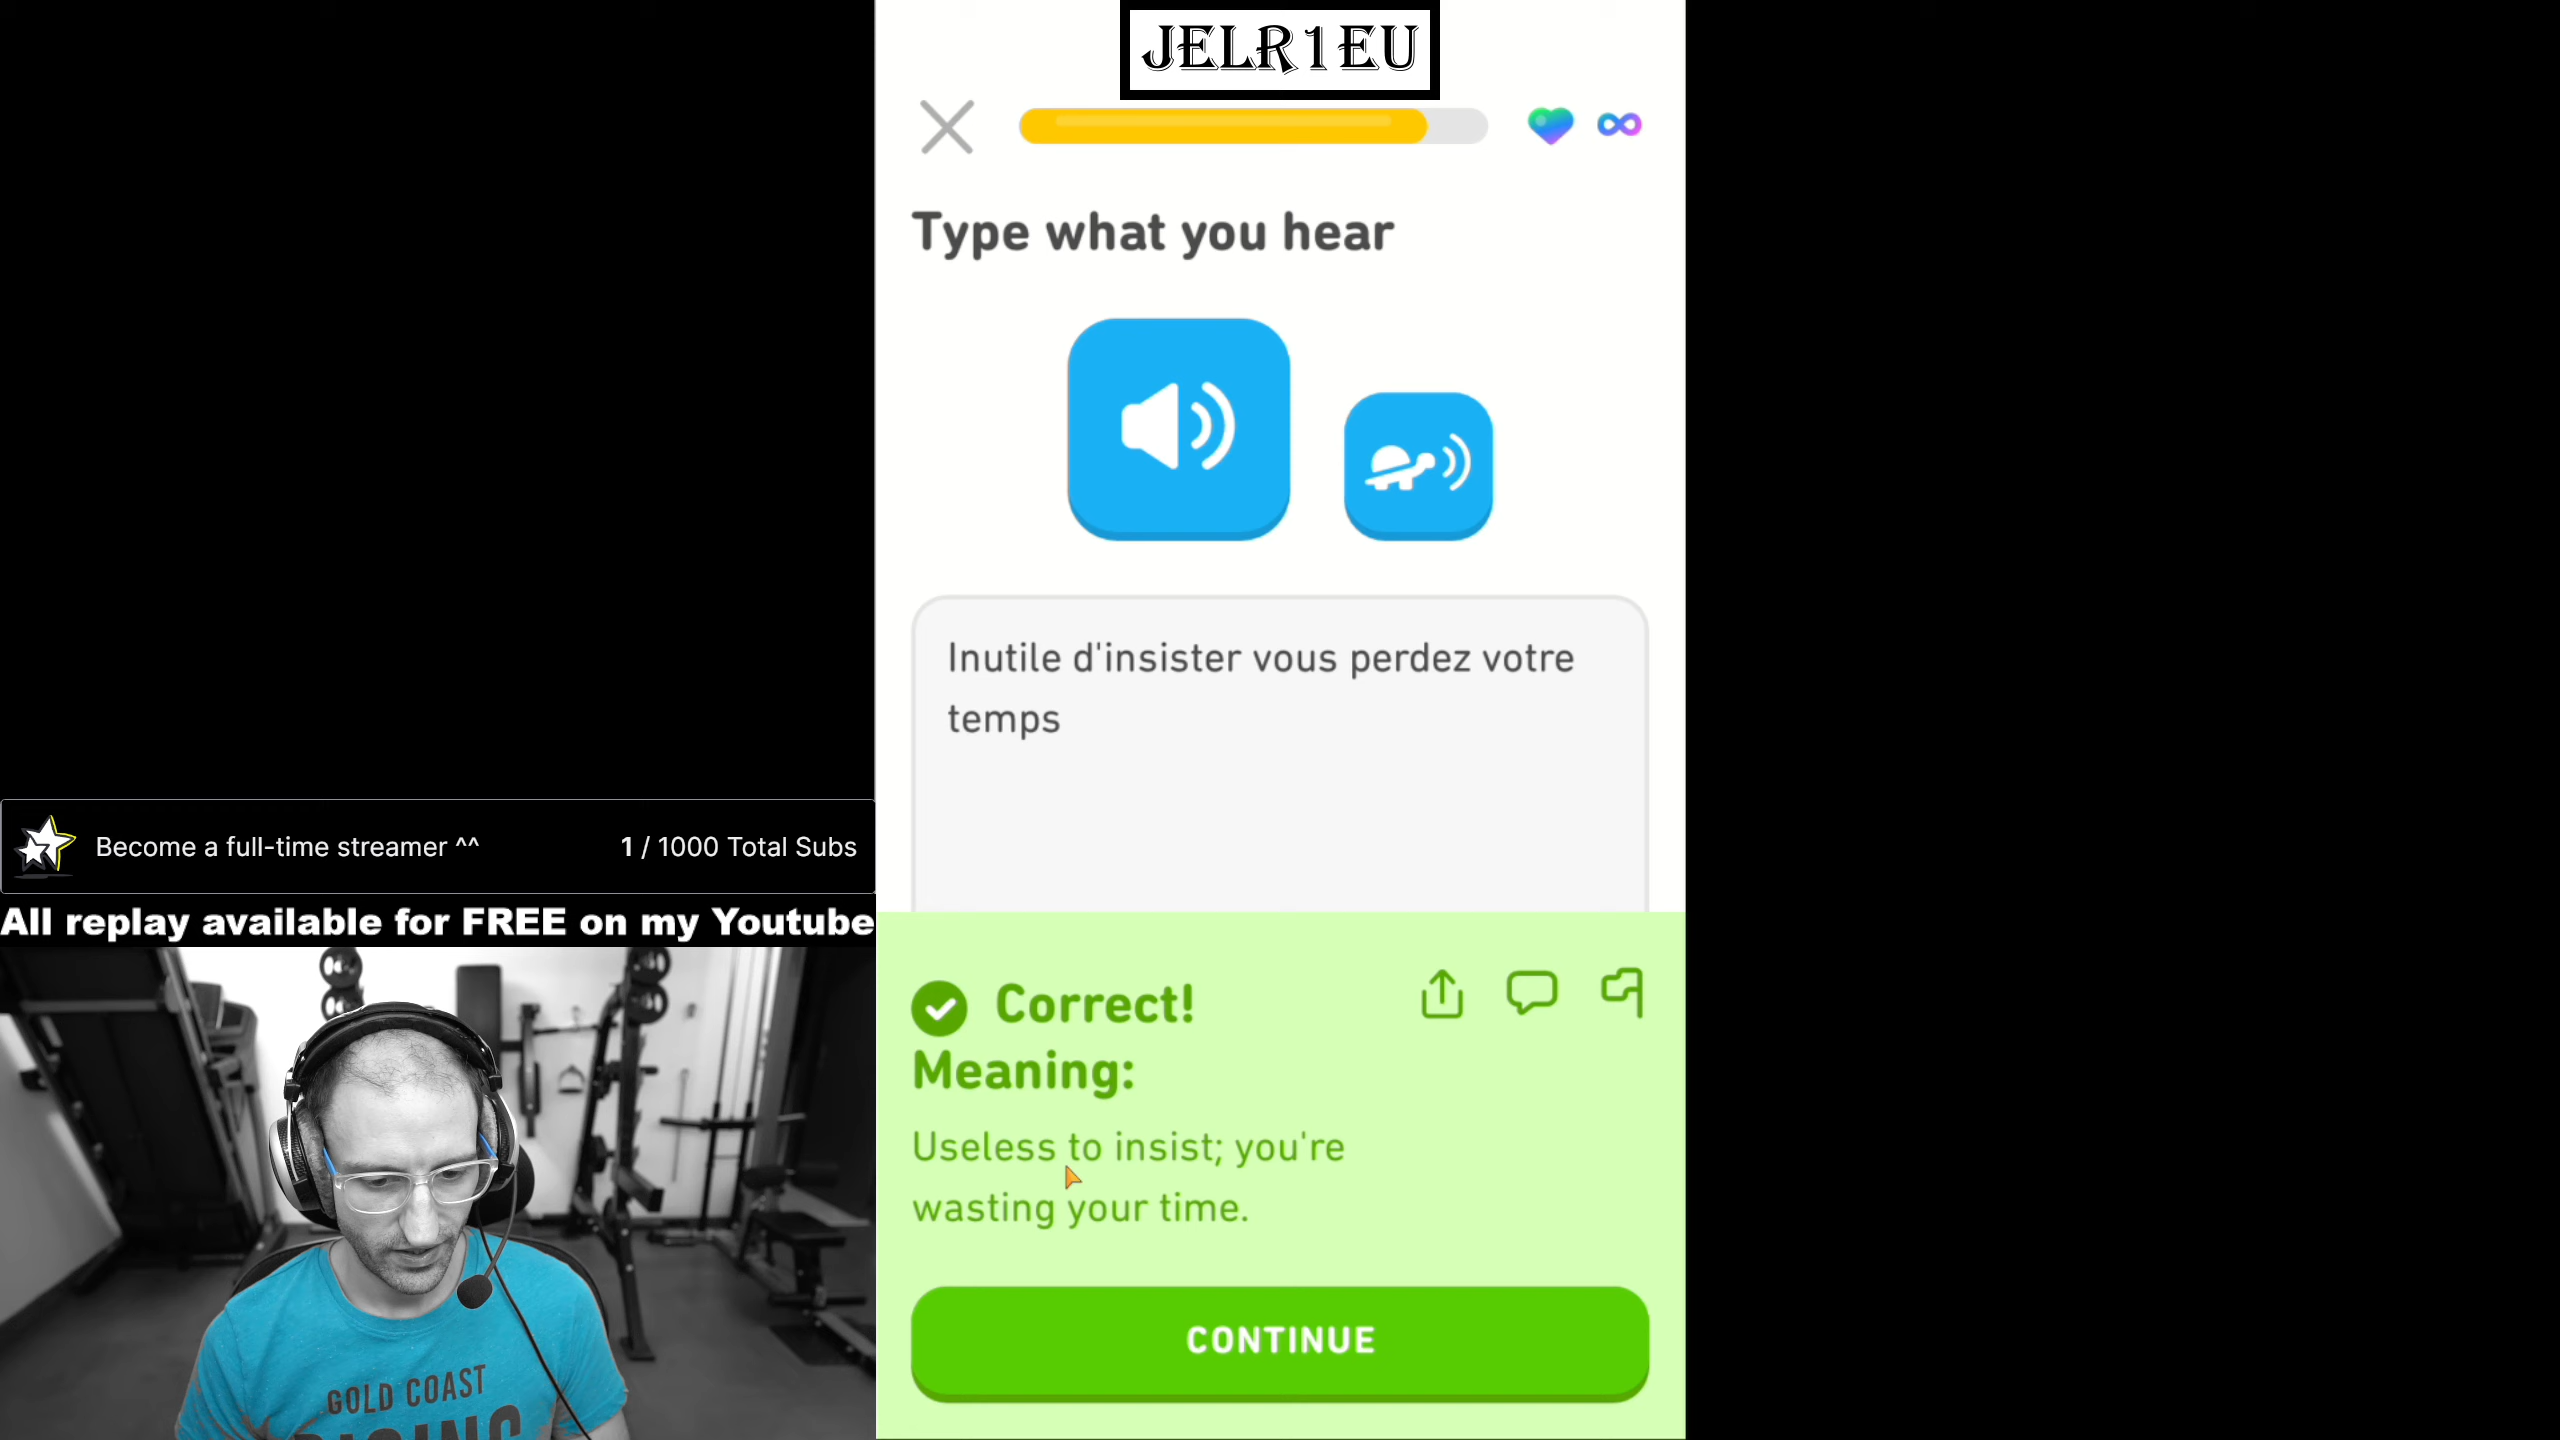 JELR1EU
Type what you hear
Inutile d'insister vous perdez votre
temps
Become a full-time streamer ^^ 1 / 1000 Total Subs
All replay available for FREE on my Youtube
Correct!
Meaning:
Useless to insist; you're
wasting your time.
CONTINUE
GOLD COAST